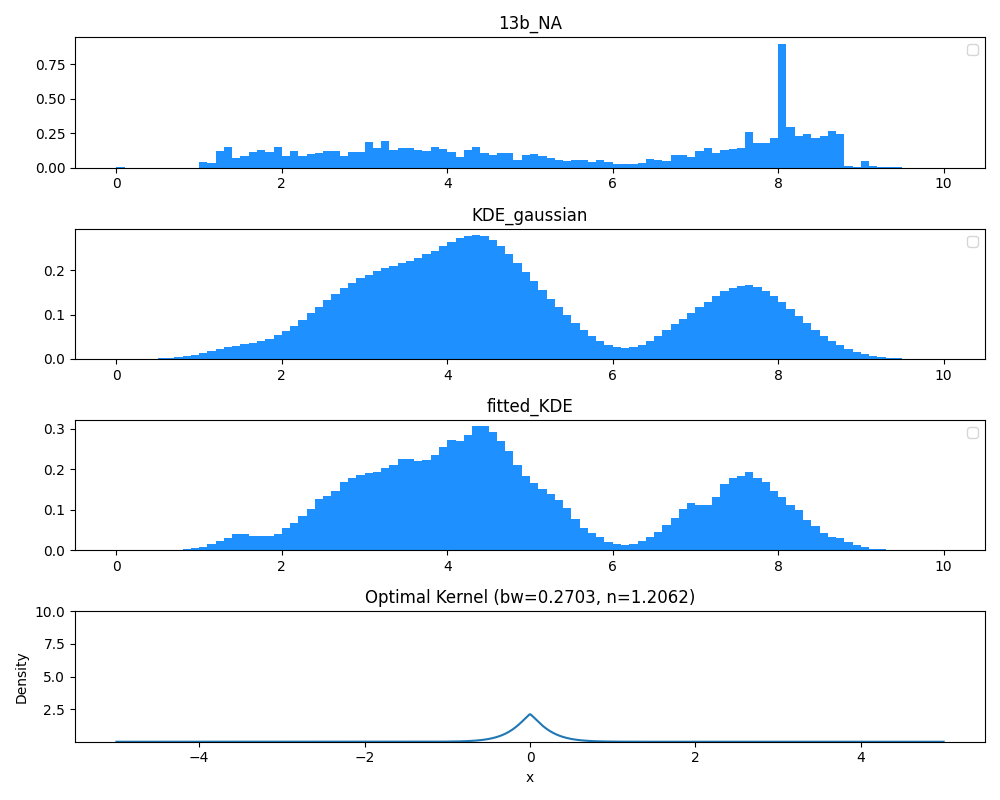 13b_NA
0.75
0.50
0.25
0.00
0 2 4 6 8 10
KDE_gaussian
0.2
0.1
0.0
0 2 4 6 8 10
fitted_KDE
0.3
0.2
0.1
0.0
0 2 4 6 8 10
Optimal Kernel (bw=0.2703, n=1.2062)
10.0
7.5
5.0
2.5
Density
−4 −2 0 2 4
x